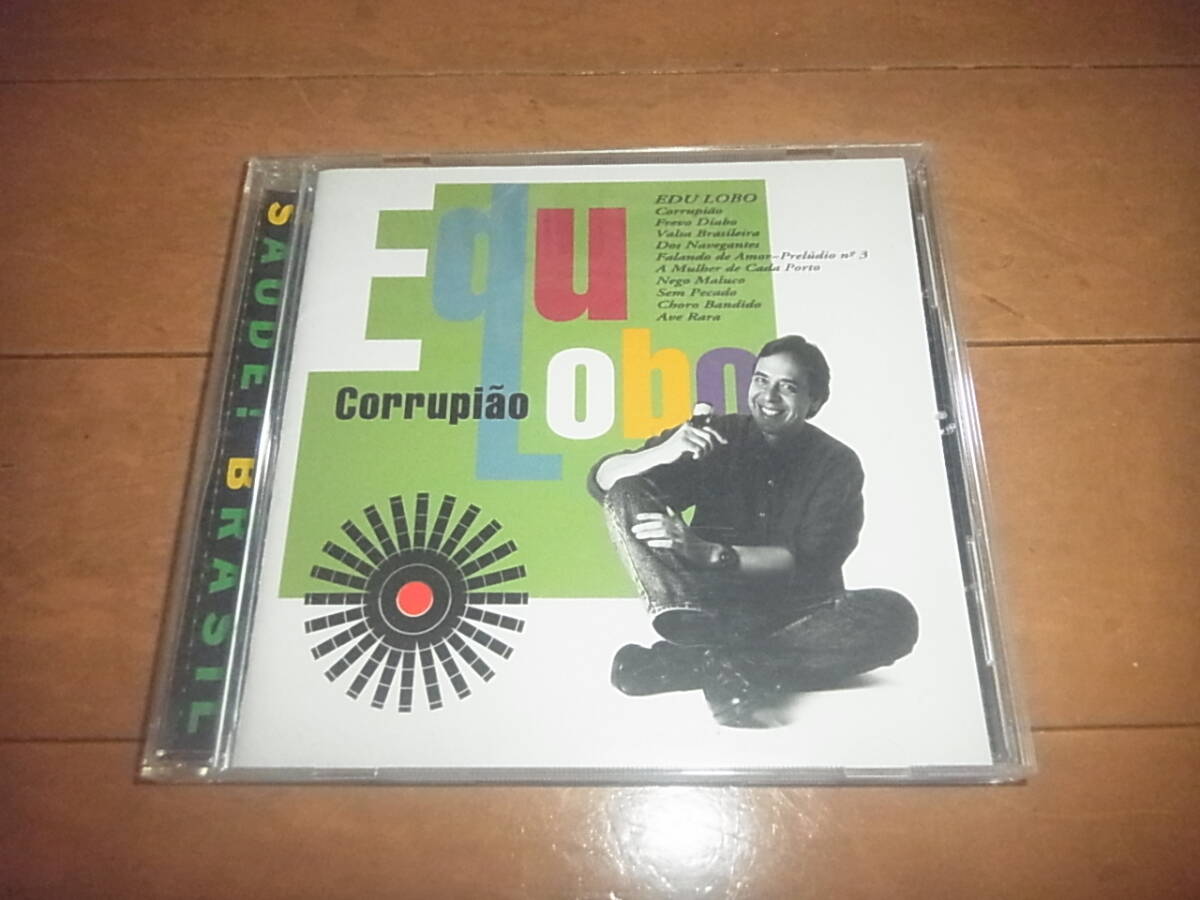 SAUDE! BRASIL
Edu
Lobo
Corrupião
EDU LOBO
Corrupião
Frevo Diabo
Valsa Brasileira
Dos Navegantes
Falando de Amor–Prelúdio nº 3
A Mulher de Cada Porto
Nego Maluco
Sem Pecado
Choro Bandido
Ave Rara